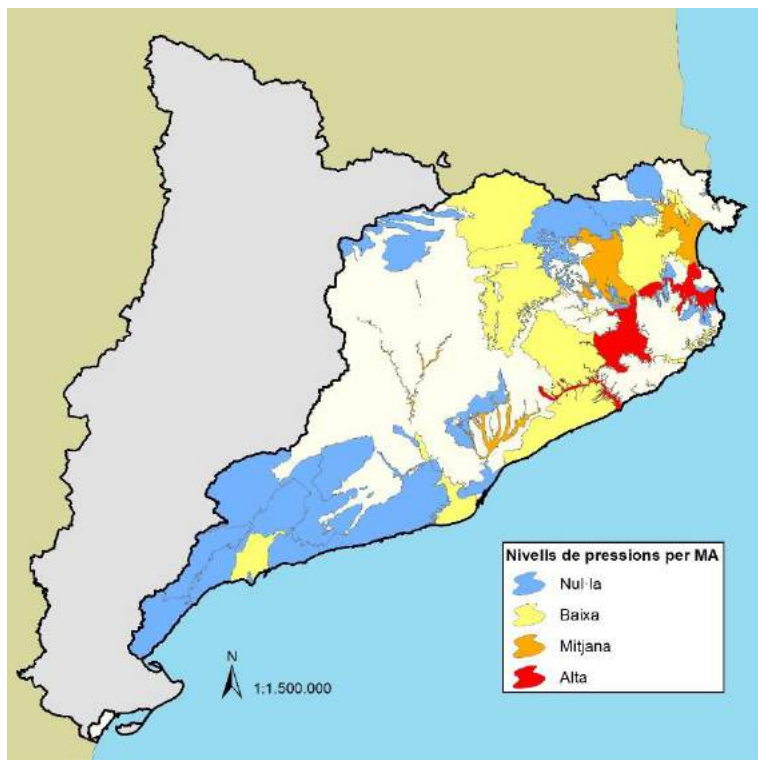 Nivells de pressions per MA
Nul·la
Baixa
Mitjana
Alta
N
1:1.500.000